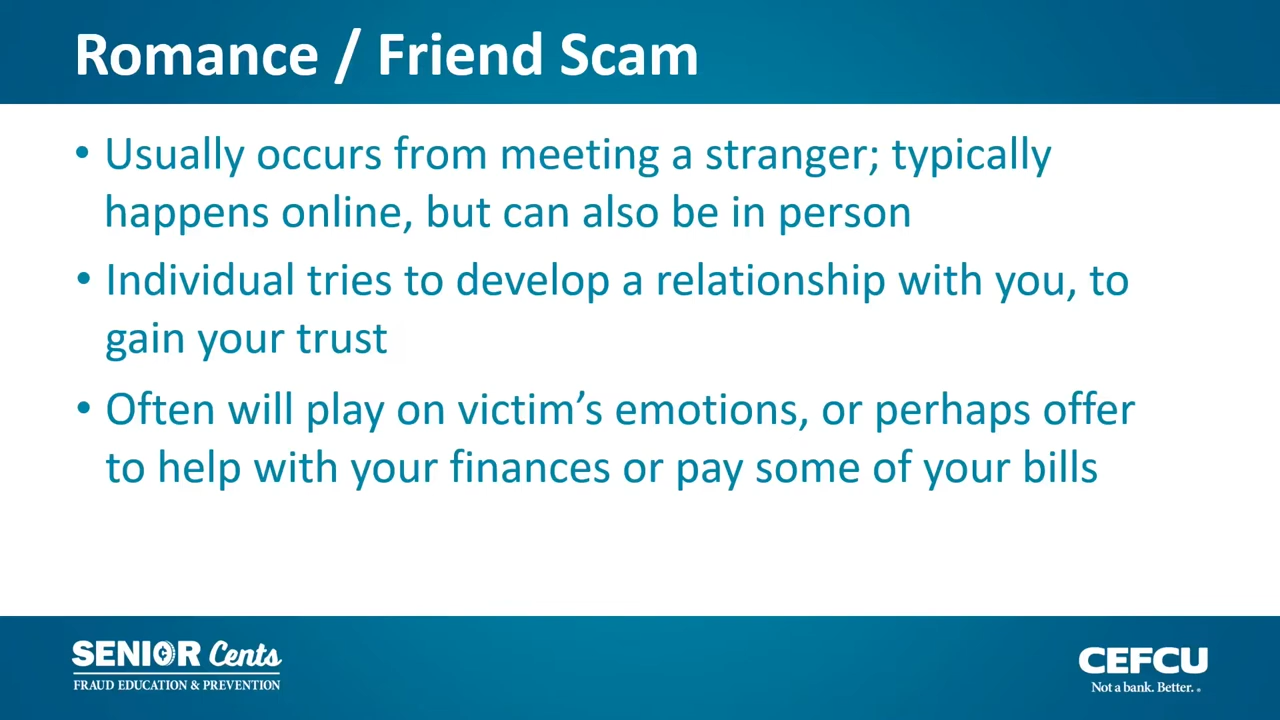 Romance / Friend Scam
• Usually occurs from meeting a stranger; typically
happens online, but can also be in person
• Individual tries to develop a relationship with you, to
gain your trust
• Often will play on victim’s emotions, or perhaps offer
to help with your finances or pay some of your bills
SENIOR Cents
FRAUD EDUCATION & PREVENTION
CEFCU
Not a bank. Better.®